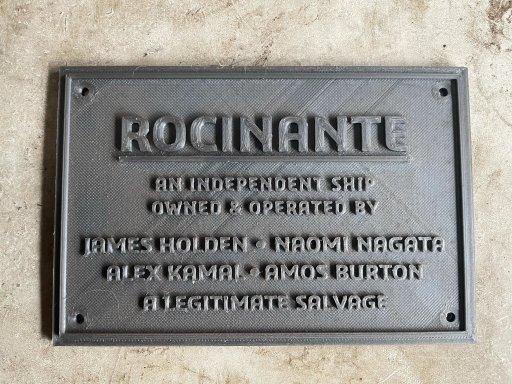 ROCINANTE
AN INDEPENDENT SHIP
OWNED & OPERATED BY
JAMES HOLDEN • NAOMI NAGATA
ALEX KAMAL • AMOS BURTON
A LEGITIMATE SALVAGE